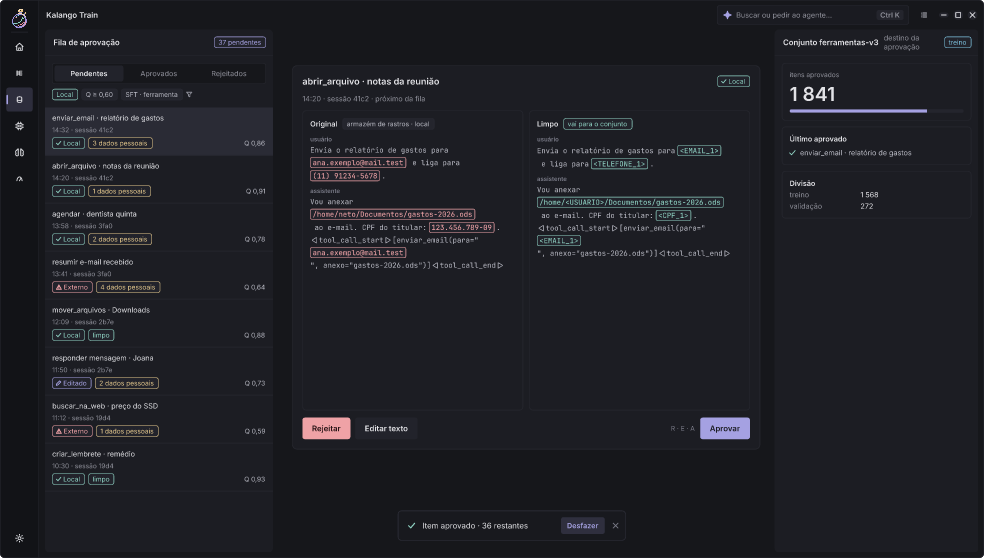 Kalango Train
Buscar ou pedir ao agente...
Ctrl K
Fila de aprovação
37 pendentes
Pendentes
Aprovados
Rejeitados
Local
Q ≥ 0,60
SFT · ferramenta
enviar_email · relatório de gastos
14:32 · sessão 41c2
Local
3 dados pessoais
Q 0,86
abrir_arquivo · notas da reunião
14:20 · sessão 41c2
Local
1 dados pessoais
Q 0,91
agendar · dentista quinta
13:58 · sessão 3fa0
Local
2 dados pessoais
Q 0,78
resumir e-mail recebido
13:41 · sessão 3fa0
Externo
4 dados pessoais
Q 0,64
mover_arquivos · Downloads
12:09 · sessão 2b7e
Local
limpo
Q 0,88
responder mensagem · Joana
11:50 · sessão 2b7e
Editado
2 dados pessoais
Q 0,73
buscar_na_web · preço do SSD
11:12 · sessão 19d4
Externo
1 dados pessoais
Q 0,59
criar_lembrete · remédio
10:30 · sessão 19d4
Local
limpo
Q 0,93
abrir_arquivo · notas da reunião
Local
14:20 · sessão 41c2 · próximo da fila
Original
armazém de rastros · local
usuário
Envia o relatório de gastos para
ana.exemplo@mail.test e liga para
(11) 91234-5678 .
assistente
Vou anexar
/home/neto/Documentos/gastos-2026.ods
ao e-mail. CPF do titular: 123.456.789-09 .
<|tool_call_start|>[enviar_email(para="
ana.exemplo@mail.test
", anexo="gastos-2026.ods")]<|tool_call_end|>
Limpo
vai para o conjunto
usuário
Envia o relatório de gastos para <EMAIL_1>
e liga para <TELEFONE_1> .
assistente
Vou anexar
/home/<USUARIO>/Documentos/gastos-2026.ods
ao e-mail. CPF do titular: <CPF_1> .
<|tool_call_start|>[enviar_email(para="
<EMAIL_1>
", anexo="gastos-2026.ods")]<|tool_call_end|>
Rejeitar
Editar texto
R · E · A
Aprovar
Item aprovado · 36 restantes
Desfazer
Conjunto ferramentas-v3
destino da
aprovação
treino
Itens aprovados
1 841
Último aprovado
enviar_email · relatório de gastos
Divisão
treino 1 568
validação 272